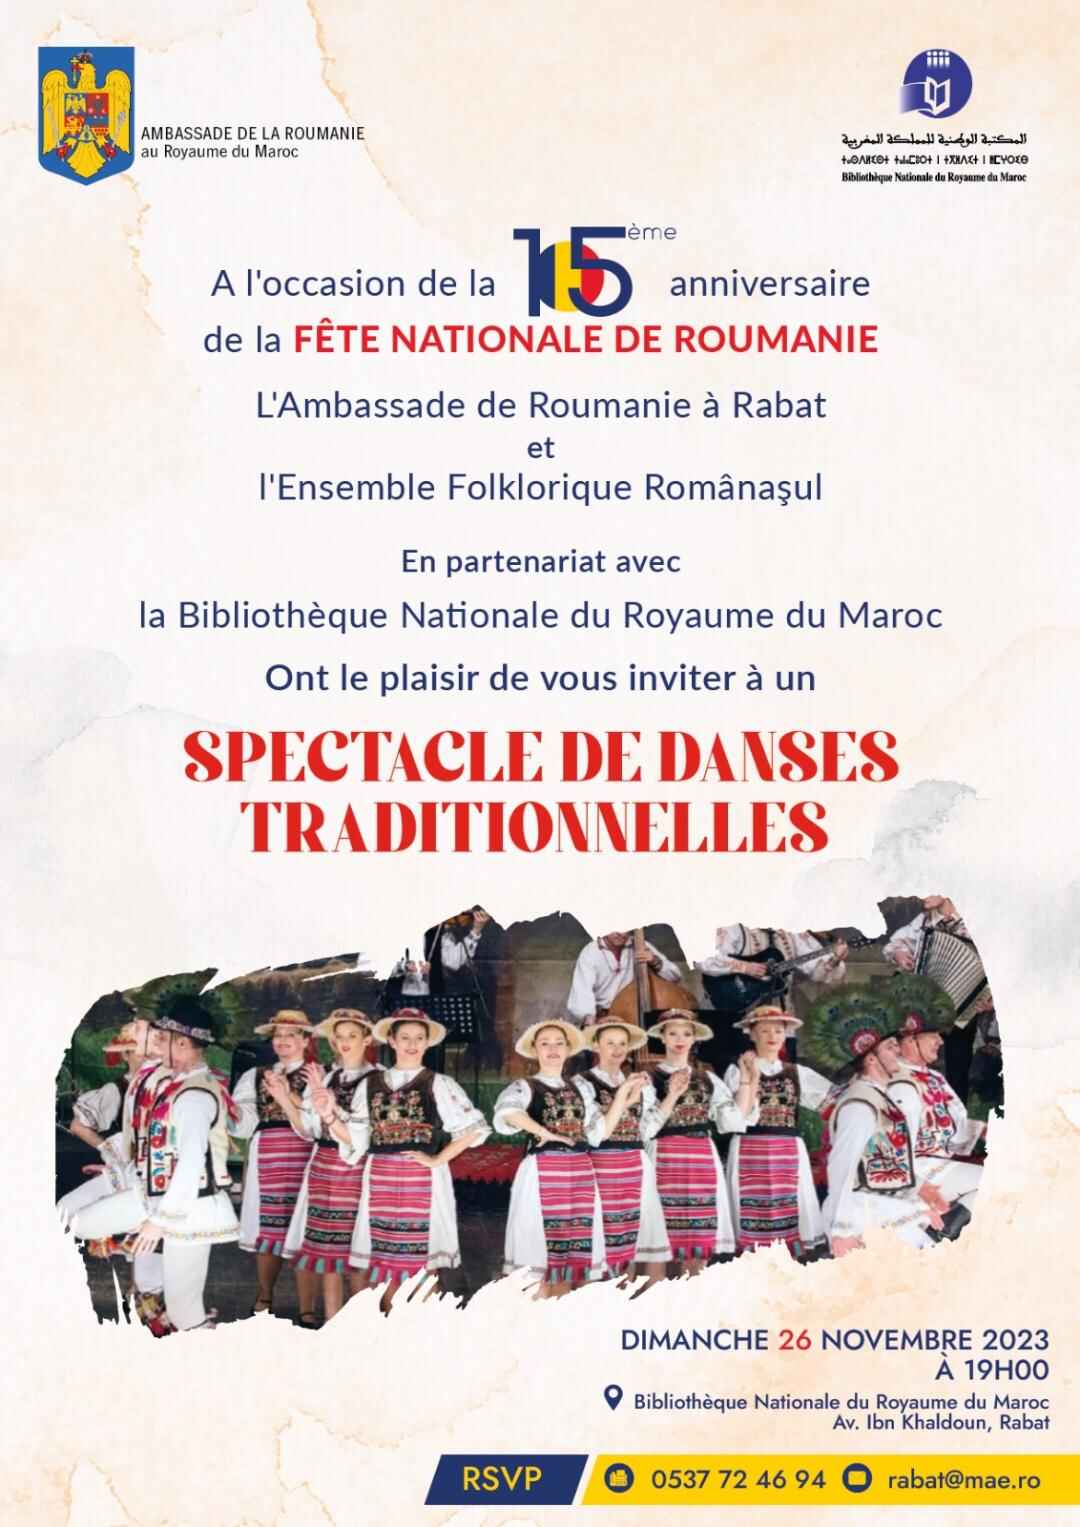 AMBASSADE DE LA ROUMANIE
au Royaume du Maroc
المكتبة الوطنية للمملكة المغربية
Bibliothèque Nationale du Royaume du Maroc
A l'occasion de la 105ème anniversaire
de la FÊTE NATIONALE DE ROUMANIE
L'Ambassade de Roumanie à Rabat
et
l'Ensemble Folklorique Românaşul
En partenariat avec
la Bibliothèque Nationale du Royaume du Maroc
Ont le plaisir de vous inviter à un
SPECTACLE DE DANSES
TRADITIONNELLES
DIMANCHE 26 NOVEMBRE 2023
À 19H00
Bibliothèque Nationale du Royaume du Maroc
Av. Ibn Khaldoun, Rabat
RSVP 0537 72 46 94 rabat@mae.ro